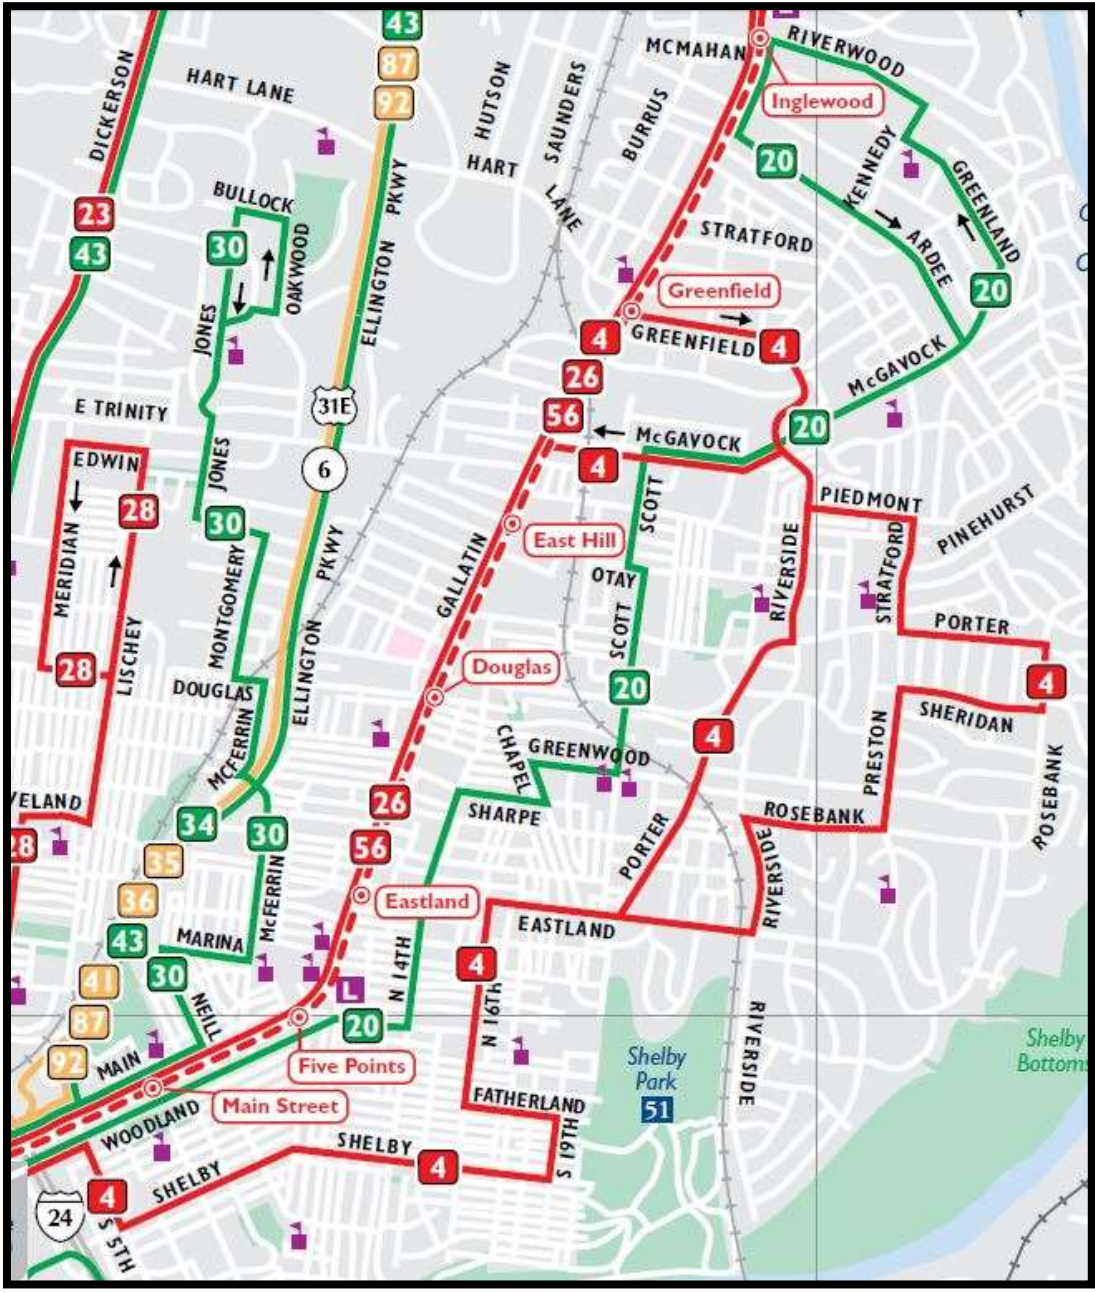 43
87
92
MCMAHAN
RIVERWOOD
DICKERSON
HART LANE
HUTSON
SAUNDERS
BURRUS
Inglewood
20
KENNEDY
HART
LANE
PKWY
ELLINGTON
BULLOCK
23
43
30
OAKWOOD
GREENLAND
ARDEE
STRATFORD
20
Greenfield
JONES
4
GREENFIELD
4
26
McGAVOCK
31E
E TRINITY
56
McGAVOCK
20
EDWIN
JONES
6
4
SCOTT
PIEDMONT
28
30
PINEHURST
MERIDIAN
GALLATIN
East Hill
RIVERSIDE
STRATFORD
PKWY
OTAY
MONTGOMERY
SCOTT
PORTER
LISCHEY
28
DOUGLAS
ELLINGTON
Douglas
20
4
MCFERRIN
CHAPEL
GREENWOOD
4
SHERIDAN
PRESTON
ROSEBANK
VELAND
34
30
26
SHARPE
ROSEBANK
28
35
56
PORTER
RIVERSIDE
36
McFERRIN
Eastland
EASTLAND
43
MARINA
41
30
N 14TH
4
NEILL
L
N 16TH
87
20
RIVERSIDE
92
MAIN
Five Points
Shelby
Park
51
Shelby
Bottoms
Main Street
WOODLAND
FATHERLAND
SHELBY
S 16TH
4
SHELBY
4
24
S 5TH